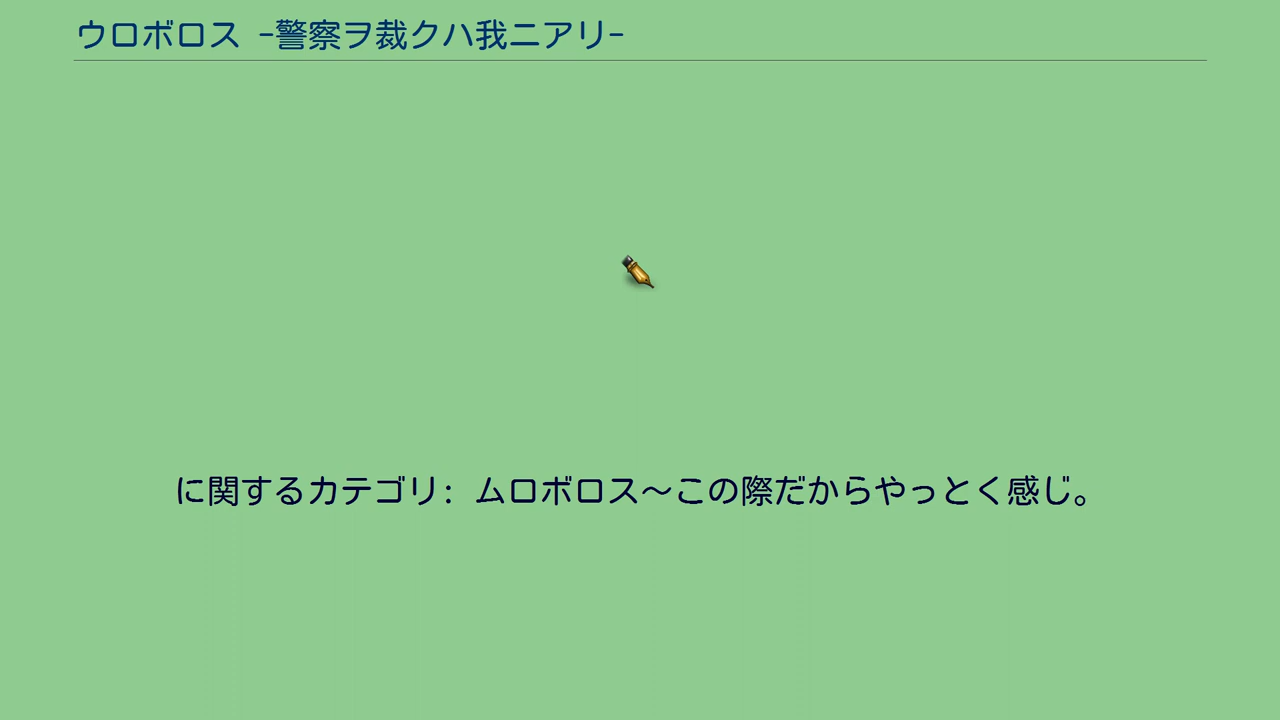 ウロボロス -警察ヲ裁クハ我ニアリ-
に関するカテゴリ: ムロボロス〜この際だからやっとく感じ。